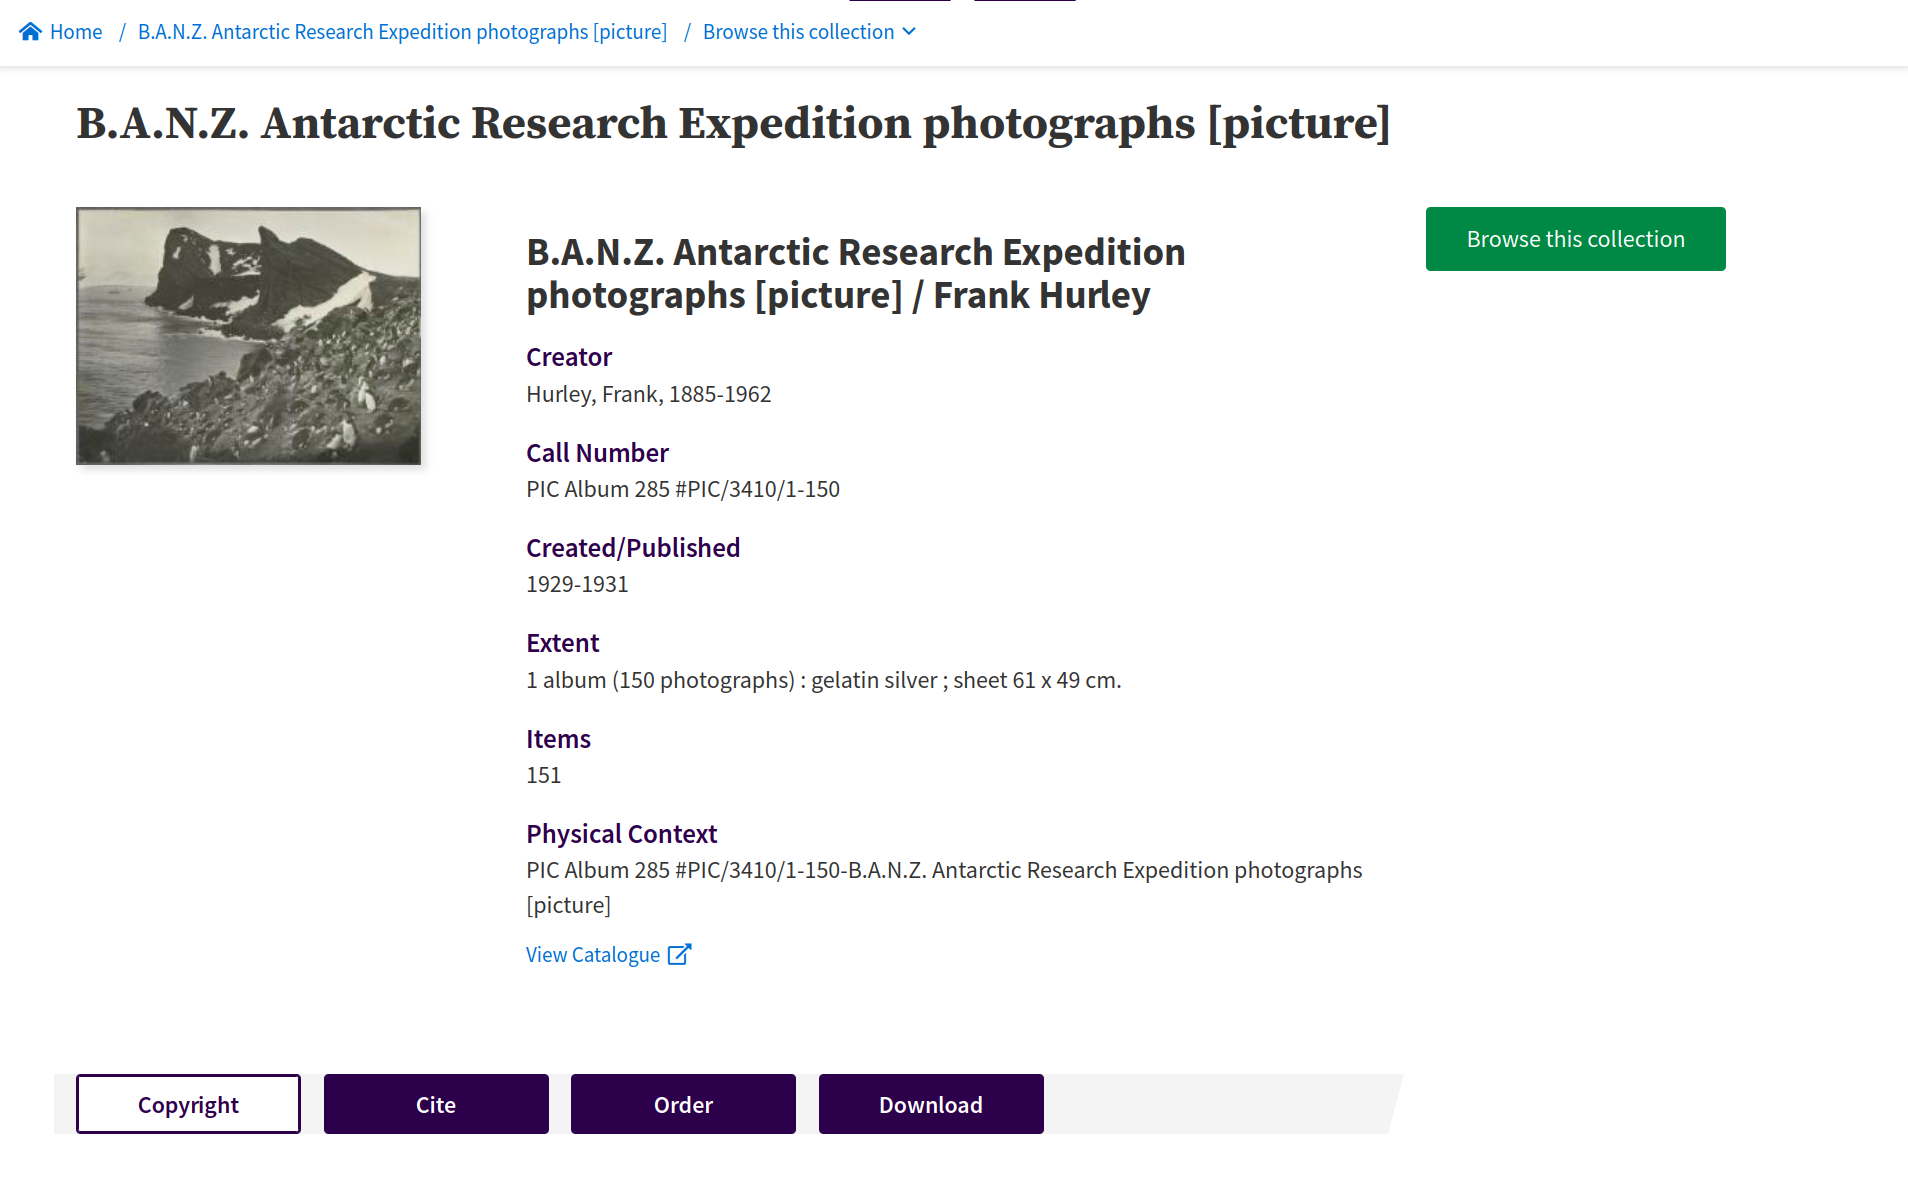 Home / B.A.N.Z. Antarctic Research Expedition photographs [picture] / Browse this collection
B.A.N.Z. Antarctic Research Expedition photographs [picture]
Browse this collection
B.A.N.Z. Antarctic Research Expedition
photographs [picture] / Frank Hurley
Creator
Hurley, Frank, 1885-1962
Call Number
PIC Album 285 #PIC/3410/1-150
Created/Published
1929-1931
Extent
1 album (150 photographs) : gelatin silver ; sheet 61 x 49 cm.
Items
151
Physical Context
PIC Album 285 #PIC/3410/1-150-B.A.N.Z. Antarctic Research Expedition photographs
[picture]
View Catalogue
Copyright Cite Order Download